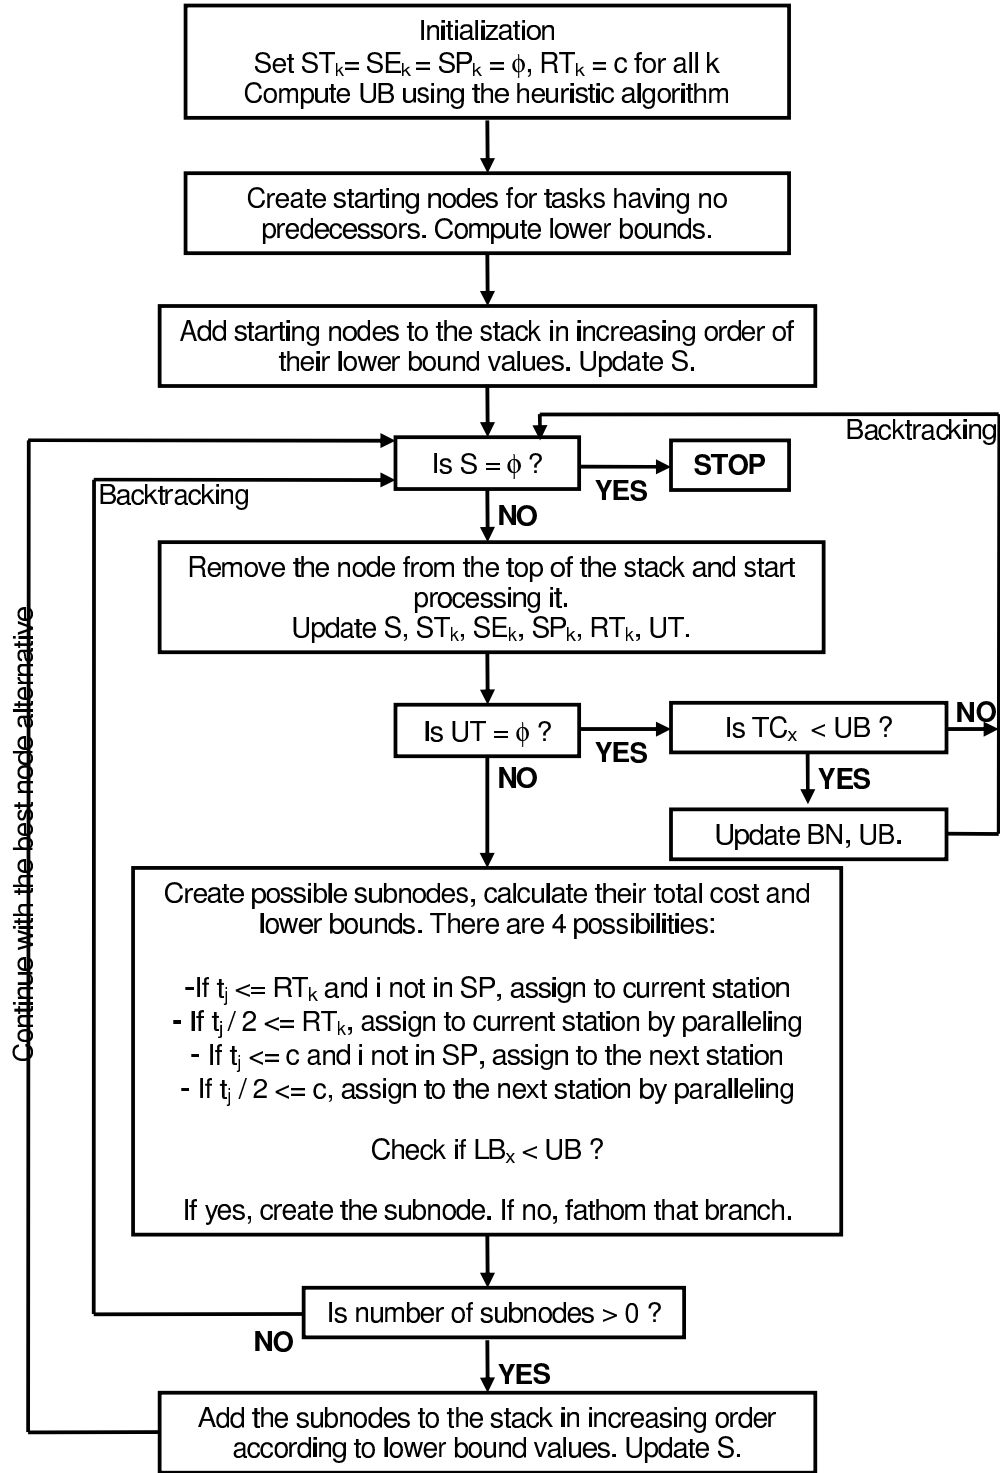 Initialization
Set STₖ= SEₖ = SPₖ = ϕ, RTₖ = c for all k
Compute UB using the heuristic algorithm
Create starting nodes for tasks having no
predecessors. Compute lower bounds.
Add starting nodes to the stack in increasing order of
their lower bound values. Update S.
Backtracking
Is S = ϕ ?
YES
STOP
Backtracking
NO
Remove the node from the top of the stack and start
processing it.
Update S, STₖ, SEₖ, SPₖ, RTₖ, UT.
Continue with the best node alternative
Is UT = ϕ ?
YES
Is TCₓ < UB ?
NO
NO
YES
Update BN, UB.
Create possible subnodes, calculate their total cost and
lower bounds. There are 4 possibilities:
-If tⱼ <= RTₖ and i not in SP, assign to current station
- If tⱼ / 2 <= RTₖ, assign to current station by paralleling
- If tⱼ <= c and i not in SP, assign to the next station
- If tⱼ / 2 <= c, assign to the next station by paralleling
Check if LBₓ < UB ?
If yes, create the subnode. If no, fathom that branch.
Is number of subnodes > 0 ?
NO
YES
Add the subnodes to the stack in increasing order
according to lower bound values. Update S.